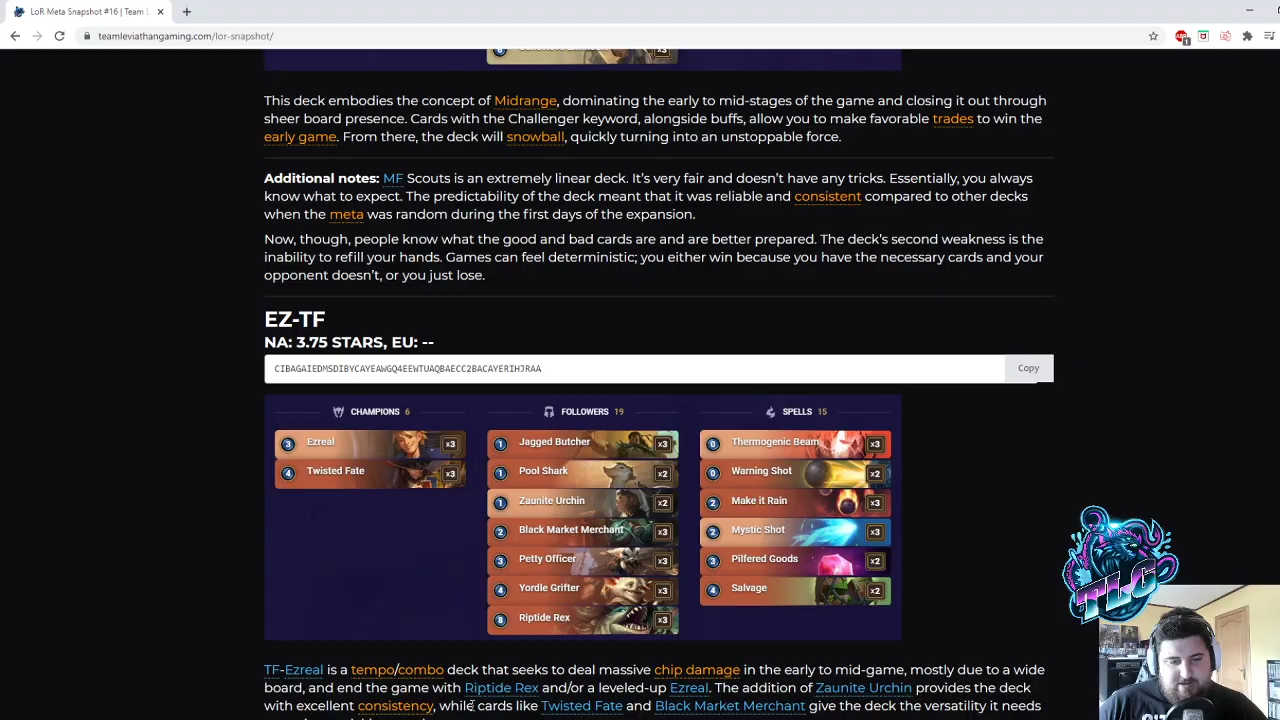 LoR Meta Snapshot #16 | Team L
teamleviathangaming.com/lor-snapshot/
x3
This deck embodies the concept of Midrange, dominating the early to mid-stages of the game and closing it out through
sheer board presence. Cards with the Challenger keyword, alongside buffs, allow you to make favorable trades to win the
early game. From there, the deck will snowball, quickly turning into an unstoppable force.
Additional notes: MF Scouts is an extremely linear deck. It's very fair and doesn't have any tricks. Essentially, you always
know what to expect. The predictability of the deck meant that it was reliable and consistent compared to other decks
when the meta was random during the first days of the expansion.
Now, though, people know what the good and bad cards are and are better prepared. The deck's second weakness is the
inability to refill your hands. Games can feel deterministic; you either win because you have the necessary cards and your
opponent doesn't, or you just lose.
EZ-TF
NA: 3.75 STARS, EU: --
CIBAGAIEDMSDIBYCAYEAWGQ4EEWTUAQBAECC2BACAYERIHJRAA
Copy
CHAMPIONS 6
3 Ezreal x3
4 Twisted Fate x3
FOLLOWERS 19
1 Jagged Butcher x3
1 Pool Shark x2
1 Zaunite Urchin x2
2 Black Market Merchant x3
3 Petty Officer x3
4 Yordle Grifter x3
8 Riptide Rex x3
SPELLS 15
0 Thermogenic Beam x3
0 Warning Shot x2
2 Make it Rain x3
2 Mystic Shot x3
3 Pilfered Goods x2
4 Salvage x2
TLG
TF-Ezreal is a tempo/combo deck that seeks to deal massive chip damage in the early to mid-game, mostly due to a wide
board, and end the game with Riptide Rex and/or a leveled-up Ezreal. The addition of Zaunite Urchin provides the deck
with excellent consistency, while cards like Twisted Fate and Black Market Merchant give the deck the versatility it needs